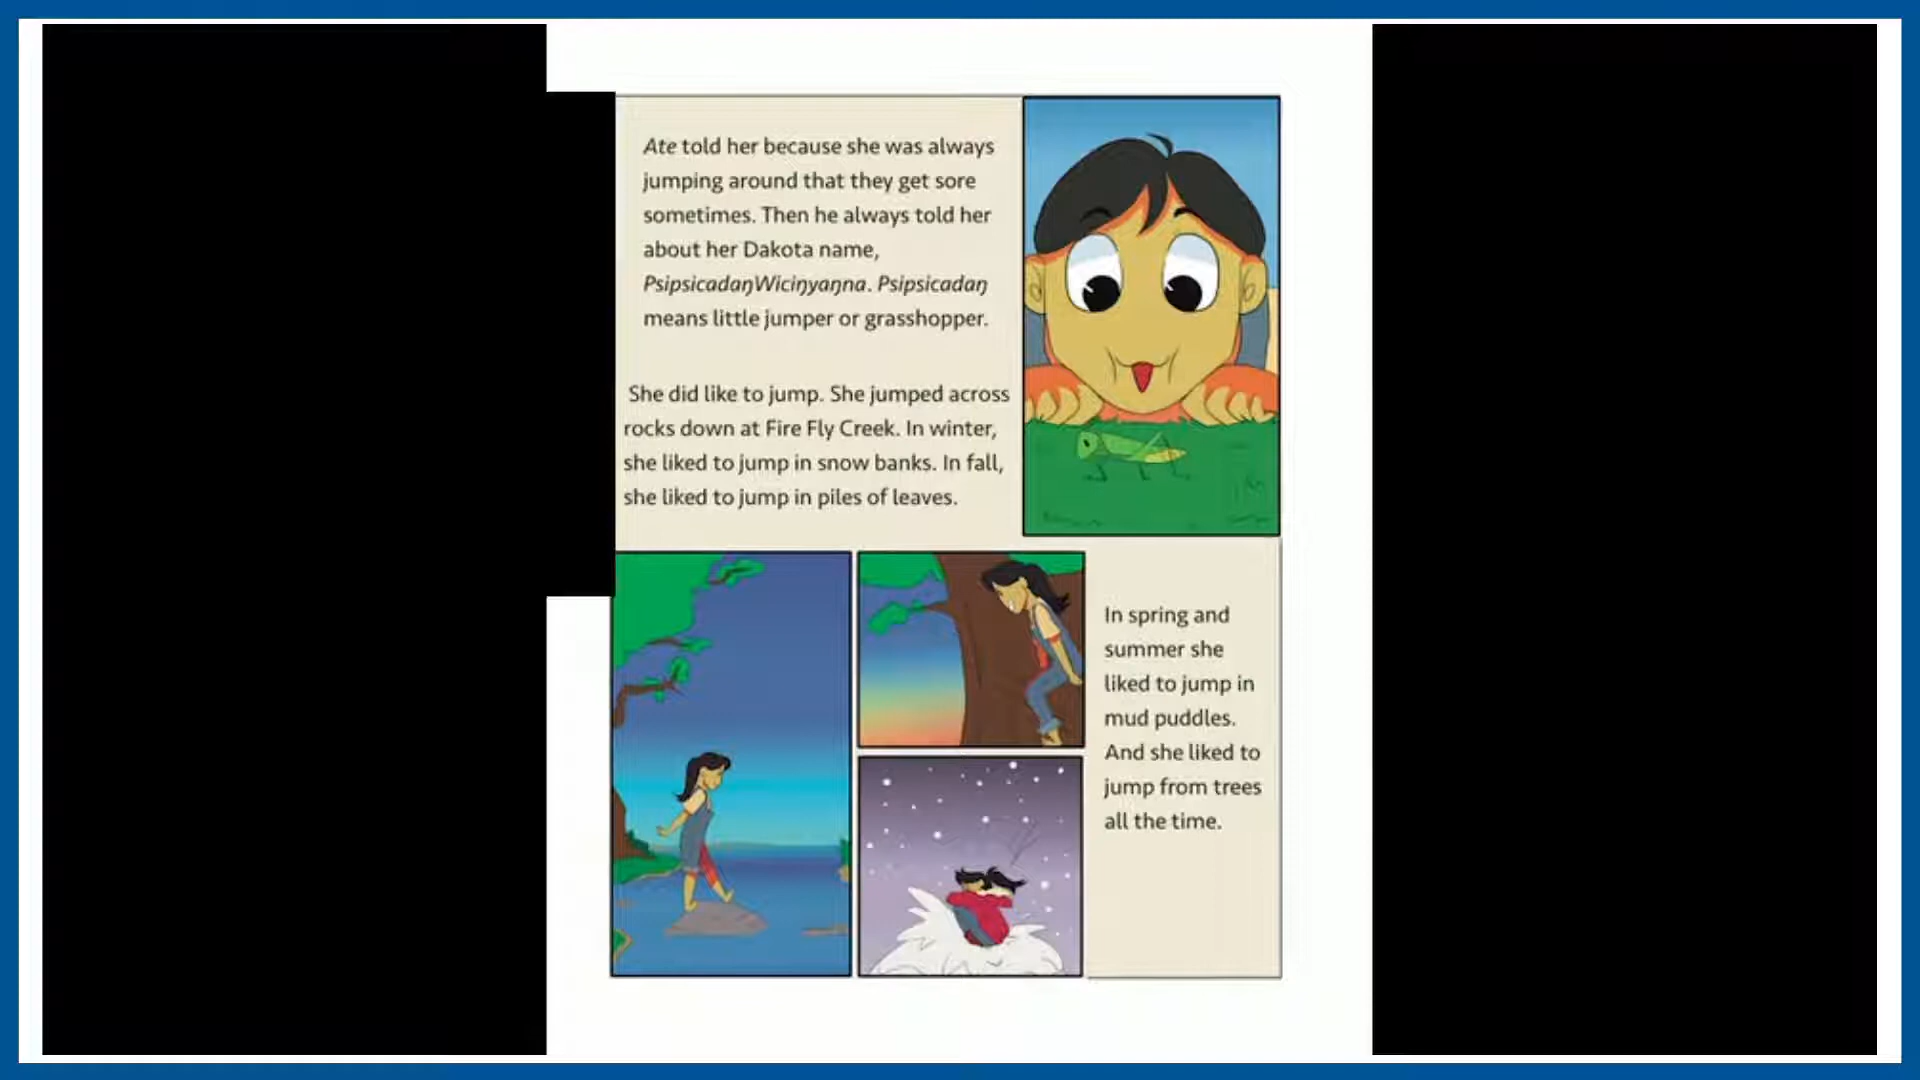 Ate told her because she was always
jumping around that they get sore
sometimes. Then he always told her
about her Dakota name,
PsipsicadaŋWiciŋyaŋna. Psipsicadaŋ
means little jumper or grasshopper.
She did like to jump. She jumped across
rocks down at Fire Fly Creek. In winter,
she liked to jump in snow banks. In fall,
she liked to jump in piles of leaves.
In spring and
summer she
liked to jump in
mud puddles.
And she liked to
jump from trees
all the time.